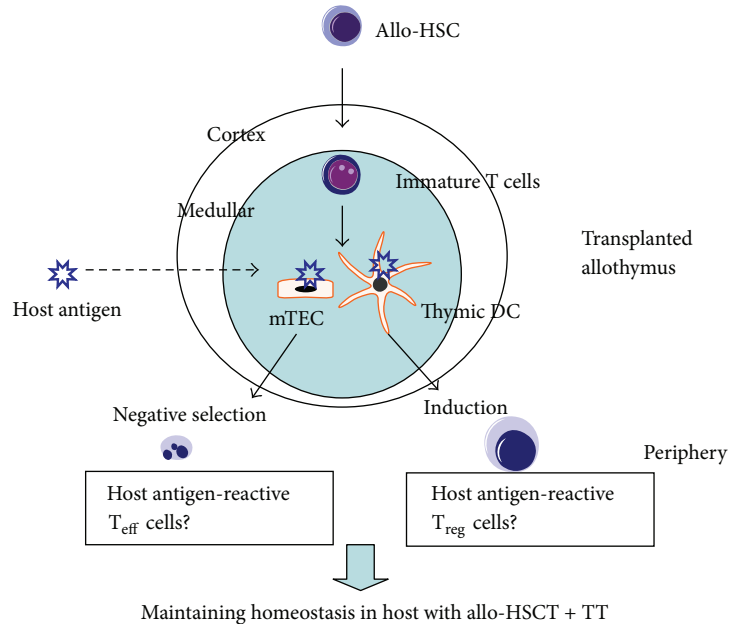 Allo-HSC
Cortex
Immature T cells
Medullar
Transplanted
allothymus
Host antigen
mTEC
Thymic DC
Negative selection
Induction
Periphery
Host antigen-reactive
Teff cells?
Host antigen-reactive
Treg cells?
Maintaining homeostasis in host with allo-HSCT + TT